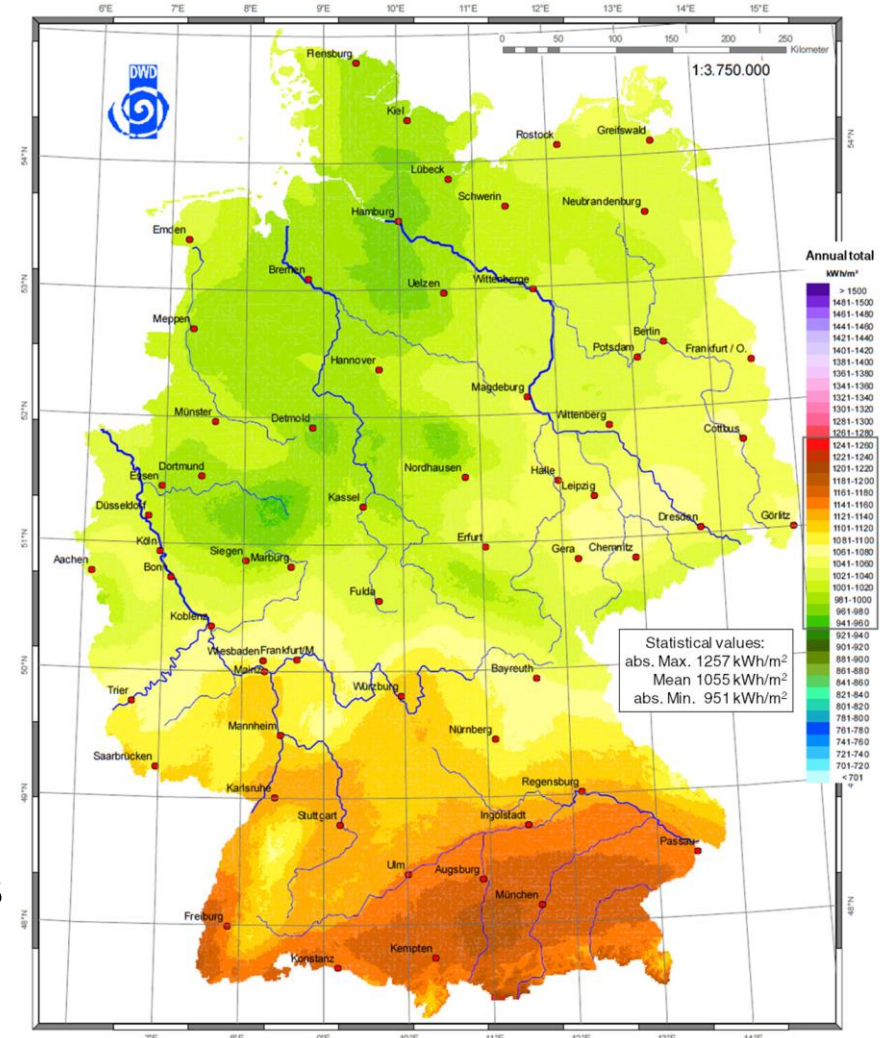 6°E 7°E 8°E 9°E 10°E 11°E 12°E 13°E 14°E 15°E
0 50 100 150 200 250 Kilometer
1:3.750.000
DWD
Flensburg
Kiel
Rostock
Greifswald
54°N
54°N
Lübeck
Schwerin
Neubrandenburg
Hamburg
Emden
Bremen
Uelzen
Wittenberge
53°N
Meppen
Berlin
Potsdam
Frankfurt / O.
Hannover
Magdeburg
52°N
Münster
Detmold
Wittenberg
Cottbus
Dortmund
Essen
Nordhausen
Halle
Leipzig
Düsseldorf
Kassel
Dresden
Görlitz
51°N
Köln
Erfurt
Aachen
Siegen
Marburg
Gera
Chemnitz
Bonn
Fulda
Koblenz
Wiesbaden
Frankfurt/M.
Mainz
50°N
Bayreuth
Trier
Würzburg
Mannheim
Nürnberg
Saarbrücken
Karlsruhe
Regensburg
49°N
Stuttgart
Ingolstadt
Passau
Ulm
Augsburg
München
Freiburg
48°N
48°N
Kempten
Konstanz
Annual total
kWh/m²
> 1500
1481-1500
1461-1480
1441-1460
1421-1440
1401-1420
1381-1400
1361-1380
1341-1360
1321-1340
1301-1320
1281-1300
1261-1280
1241-1260
1221-1240
1201-1220
1181-1200
1161-1180
1141-1160
1121-1140
1101-1120
1081-1100
1061-1080
1041-1060
1021-1040
1001-1020
981-1000
961-980
941-960
921-940
901-920
881-900
861-880
841-860
821-840
801-820
781-800
761-780
741-760
721-740
701-720
<701
Statistical values:
abs. Max. 1257 kWh/m²
Mean 1055 kWh/m²
abs. Min. 951 kWh/m²